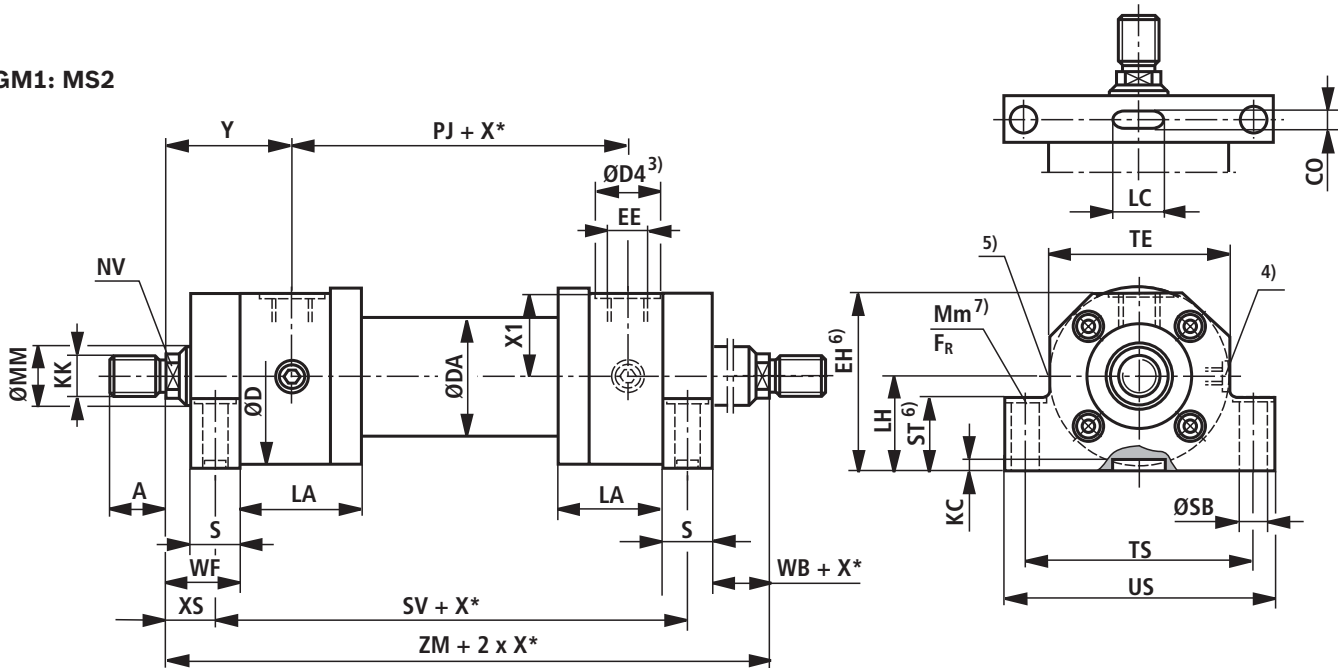 GM1: MS2
Y
PJ + X*
ØD4 3)
EE
NV
ØMM
KK
ØD
X1
ØDA
A
LA
LA
S
S
WF
WB + X*
XS
SV + X*
ZM + 2 x X*
CO
LC
TE
5)
4)
Mm 7)
FR
EH 6)
LH
ST 6)
KC
ØSB
TS
US